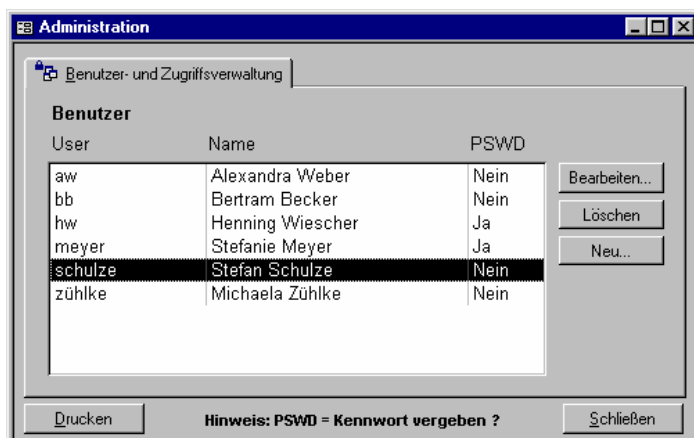 Administration
Benutzer- und Zugriffsverwaltung
Benutzer
User Name PSWD
aw Alexandra Weber Nein
bb Bertram Becker Nein
hw Henning Wiescher Ja
meyer Stefanie Meyer Ja
schulze Stefan Schulze Nein
zühlke Michaela Zühlke Nein
Bearbeiten...
Löschen
Neu...
Drucken Hinweis: PSWD = Kennwort vergeben ? Schließen